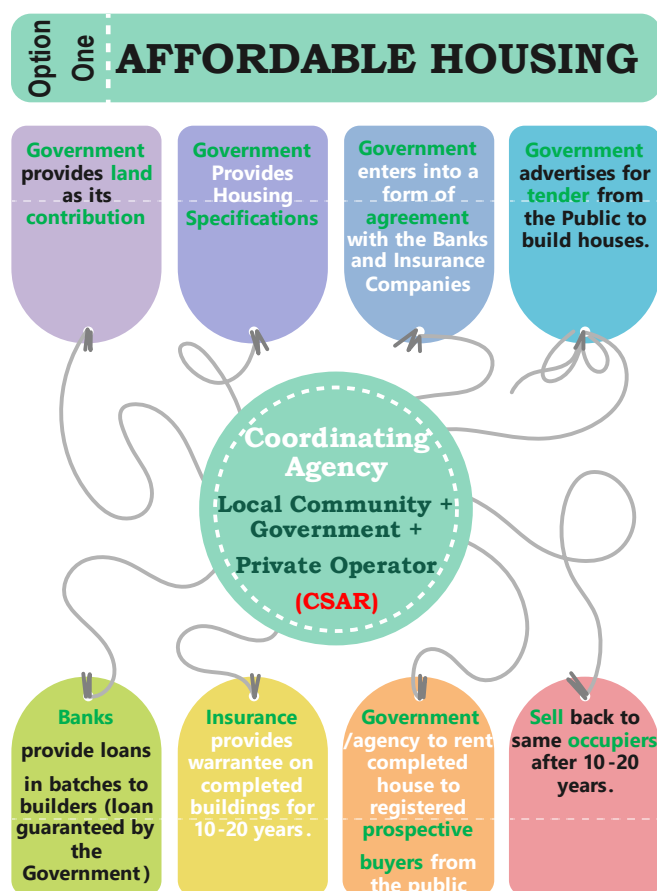 Option
One
AFFORDABLE HOUSING
Government
provides land
as its
contribution
Government
Provides
Housing
Specifications
Government
enters into a
form of
agreement
with the Banks
and Insurance
Companies
Government
advertises for
tender from
the Public to
build houses.
Coordinating
Agency
Local Community +
Government +
Private Operator
(CSAR)
Banks
provide loans
in batches to
builders (loan
guaranteed by
the
Government)
Insurance
provides
warrantee on
completed
buildings for
10-20 years.
Government
/agency to rent
completed
house to
registered
prospective
buyers from
the public
Sell back to
same occupiers
after 10-20
years.